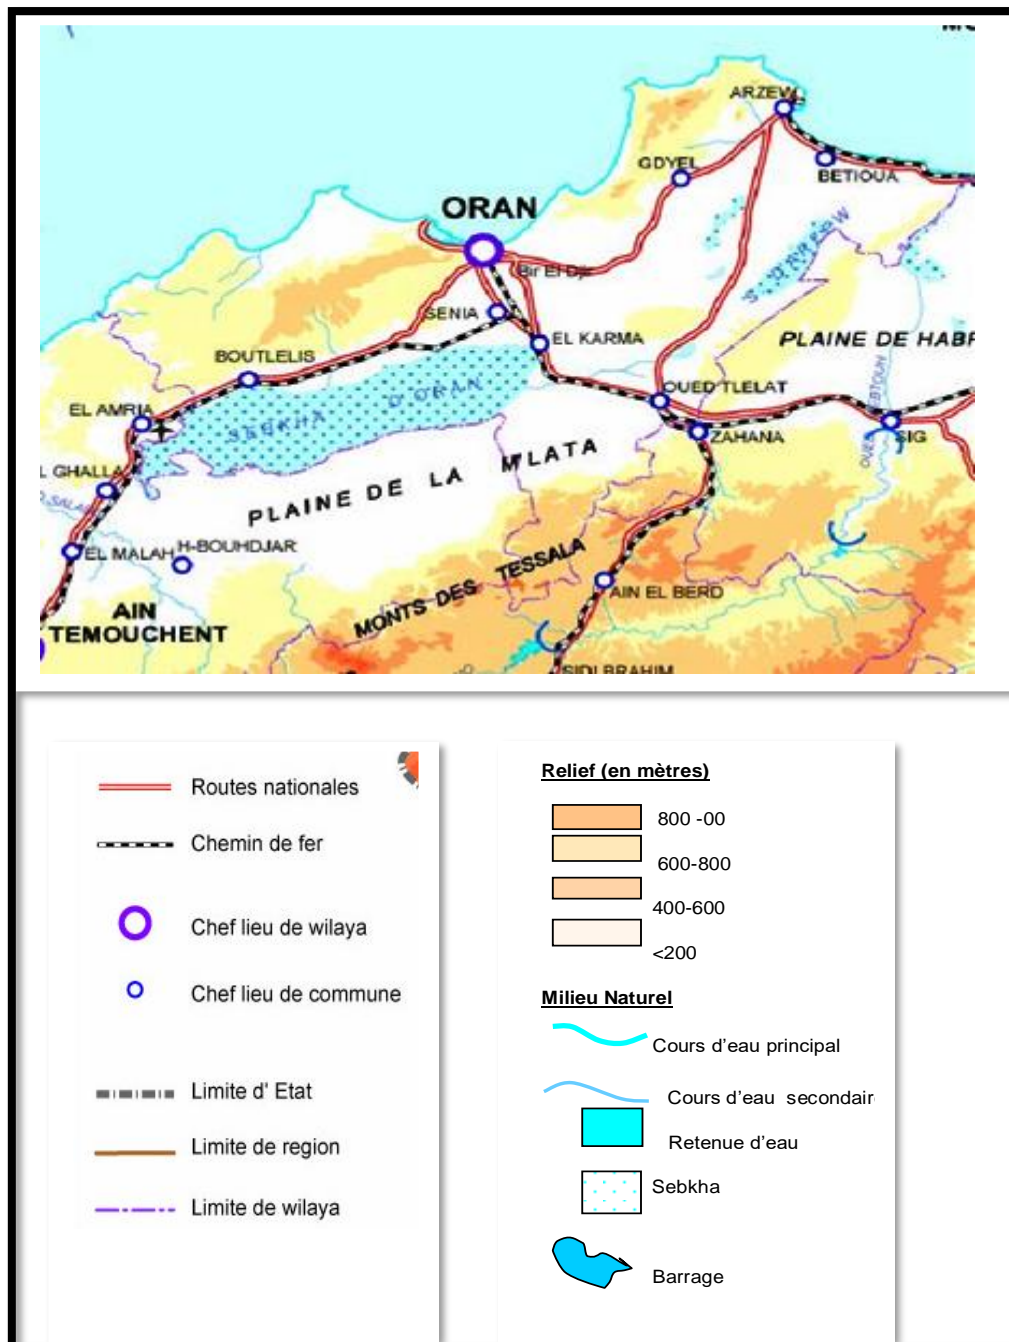 ARZEW
GDYEL
BETIOUA
ORAN
Bir El Djir
S. D'ARZEW
SENIA
EL KARMA
PLAINE DE HABR
BOUTLELIS
OUED TLELAT
SEBKHA D'ORAN
EL AMRIA
ZAHANA
SIG
L GHALLA
PLAINE DE LA M'LATA
EL MALAH
H-BOUHDJAR
MONTS DES TESSALA
AIN EL BERD
AIN
TEMOUCHENT
SIDI BRAHIM
Routes nationales
Chemin de fer
Chef lieu de wilaya
Chef lieu de commune
Limite d' Etat
Limite de region
Limite de wilaya
Relief (en mètres)
800 -00
600-800
400-600
<200
Milieu Naturel
Cours d'eau principal
Cours d'eau secondair
Retenue d'eau
Sebkha
Barrage